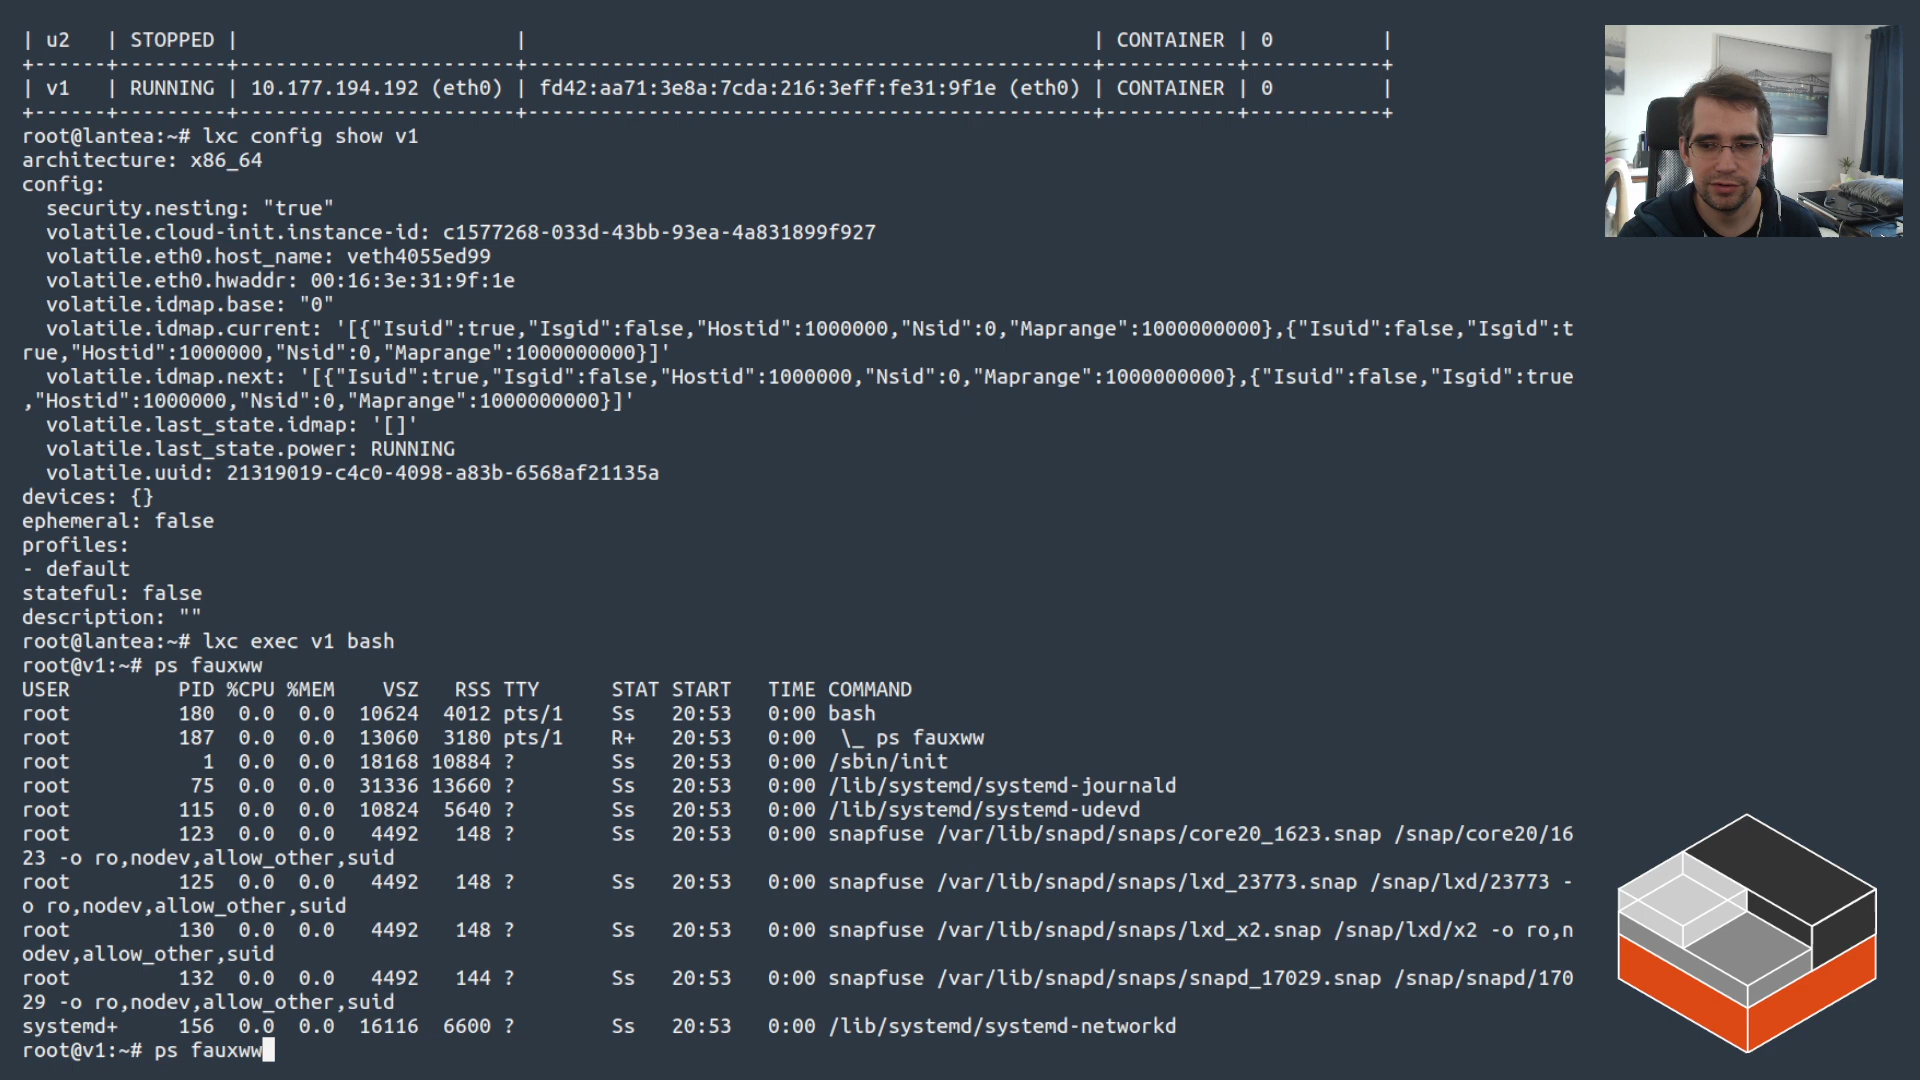 | u2   | STOPPED |                       |                                               | CONTAINER | 0         |
+------+---------+-----------------------+-----------------------------------------------+-----------+-----------+
| v1   | RUNNING | 10.177.194.192 (eth0) | fd42:aa71:3e8a:7cda:216:3eff:fe31:9f1e (eth0) | CONTAINER | 0         |
+------+---------+-----------------------+-----------------------------------------------+-----------+-----------+
root@lantea:~# lxc config show v1
architecture: x86_64
config:
  security.nesting: "true"
  volatile.cloud-init.instance-id: c1577268-033d-43bb-93ea-4a831899f927
  volatile.eth0.host_name: veth4055ed99
  volatile.eth0.hwaddr: 00:16:3e:31:9f:1e
  volatile.idmap.base: "0"
  volatile.idmap.current: '[{"Isuid":true,"Isgid":false,"Hostid":1000000,"Nsid":0,"Maprange":1000000000},{"Isuid":false,"Isgid":t
rue,"Hostid":1000000,"Nsid":0,"Maprange":1000000000}]'
  volatile.idmap.next: '[{"Isuid":true,"Isgid":false,"Hostid":1000000,"Nsid":0,"Maprange":1000000000},{"Isuid":false,"Isgid":true
,"Hostid":1000000,"Nsid":0,"Maprange":1000000000}]'
  volatile.last_state.idmap: '[]'
  volatile.last_state.power: RUNNING
  volatile.uuid: 21319019-c4c0-4098-a83b-6568af21135a
devices: {}
ephemeral: false
profiles:
- default
stateful: false
description: ""
root@lantea:~# lxc exec v1 bash
root@v1:~# ps fauxww
USER         PID %CPU %MEM    VSZ   RSS TTY      STAT START   TIME COMMAND
root         180  0.0  0.0  10624  4012 pts/1    Ss   20:53   0:00 bash
root         187  0.0  0.0  13060  3180 pts/1    R+   20:53   0:00  \_ ps fauxww
root           1  0.0  0.0  18168 10884 ?        Ss   20:53   0:00 /sbin/init
root          75  0.0  0.0  31336 13660 ?        Ss   20:53   0:00 /lib/systemd/systemd-journald
root         115  0.0  0.0  10824  5640 ?        Ss   20:53   0:00 /lib/systemd/systemd-udevd
root         123  0.0  0.0   4492   148 ?        Ss   20:53   0:00 snapfuse /var/lib/snapd/snaps/core20_1623.snap /snap/core20/16
23 -o ro,nodev,allow_other,suid
root         125  0.0  0.0   4492   148 ?        Ss   20:53   0:00 snapfuse /var/lib/snapd/snaps/lxd_23773.snap /snap/lxd/23773 -
o ro,nodev,allow_other,suid
root         130  0.0  0.0   4492   148 ?        Ss   20:53   0:00 snapfuse /var/lib/snapd/snaps/lxd_x2.snap /snap/lxd/x2 -o ro,n
odev,allow_other,suid
root         132  0.0  0.0   4492   144 ?        Ss   20:53   0:00 snapfuse /var/lib/snapd/snaps/snapd_17029.snap /snap/snapd/170
29 -o ro,nodev,allow_other,suid
systemd+     156  0.0  0.0  16116  6600 ?        Ss   20:53   0:00 /lib/systemd/systemd-networkd
root@v1:~# ps fauxww